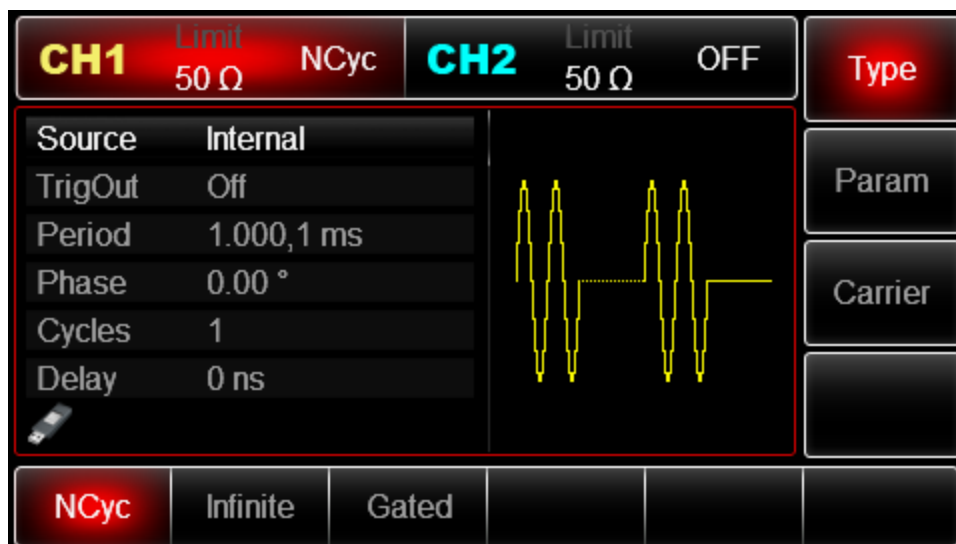 CH1 Limit 50 Ω NCyc CH2 Limit 50 Ω OFF Type
Source Internal
TrigOut Off
Param
Period 1.000,1 ms
Phase 0.00 °
Carrier
Cycles 1
Delay 0 ns
NCyc Infinite Gated